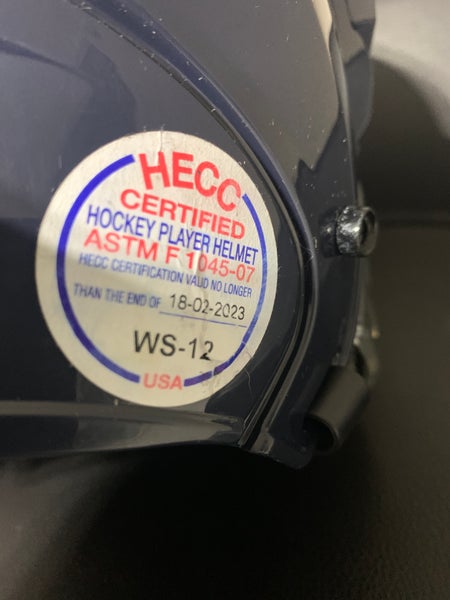 HECC
CERTIFIED
HOCKEY PLAYER HELMET
ASTM F 1045-07
HECC CERTIFICATION VALID NO LONGER
THAN THE END OF 18-02-2023
WS-12
USA